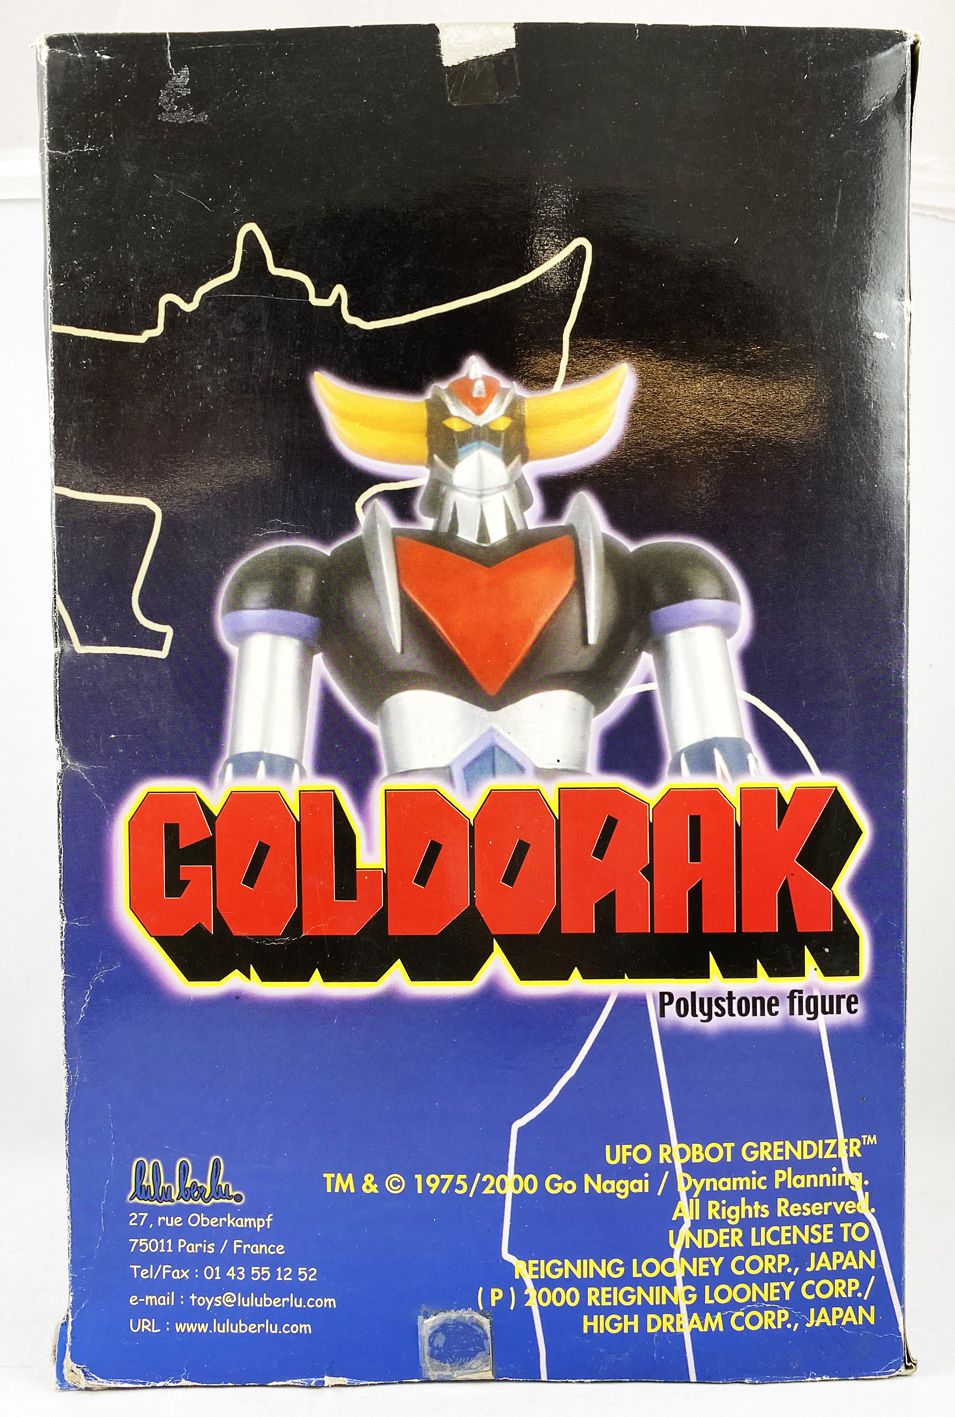 GOLDORAK
Polystone figure
UFO ROBOT GRENDIZER™
TM & © 1975/2000 Go Nagai / Dynamic Planning.
All Rights Reserved.
UNDER LICENSE TO
REIGNING LOONEY CORP., JAPAN
( P ) 2000 REIGNING LOONEY CORP./
HIGH DREAM CORP., JAPAN
lulu berlu.
27, rue Oberkampf
75011 Paris / France
Tel/Fax : 01 43 55 12 52
e-mail : toys@luluberlu.com
URL : www.luluberlu.com